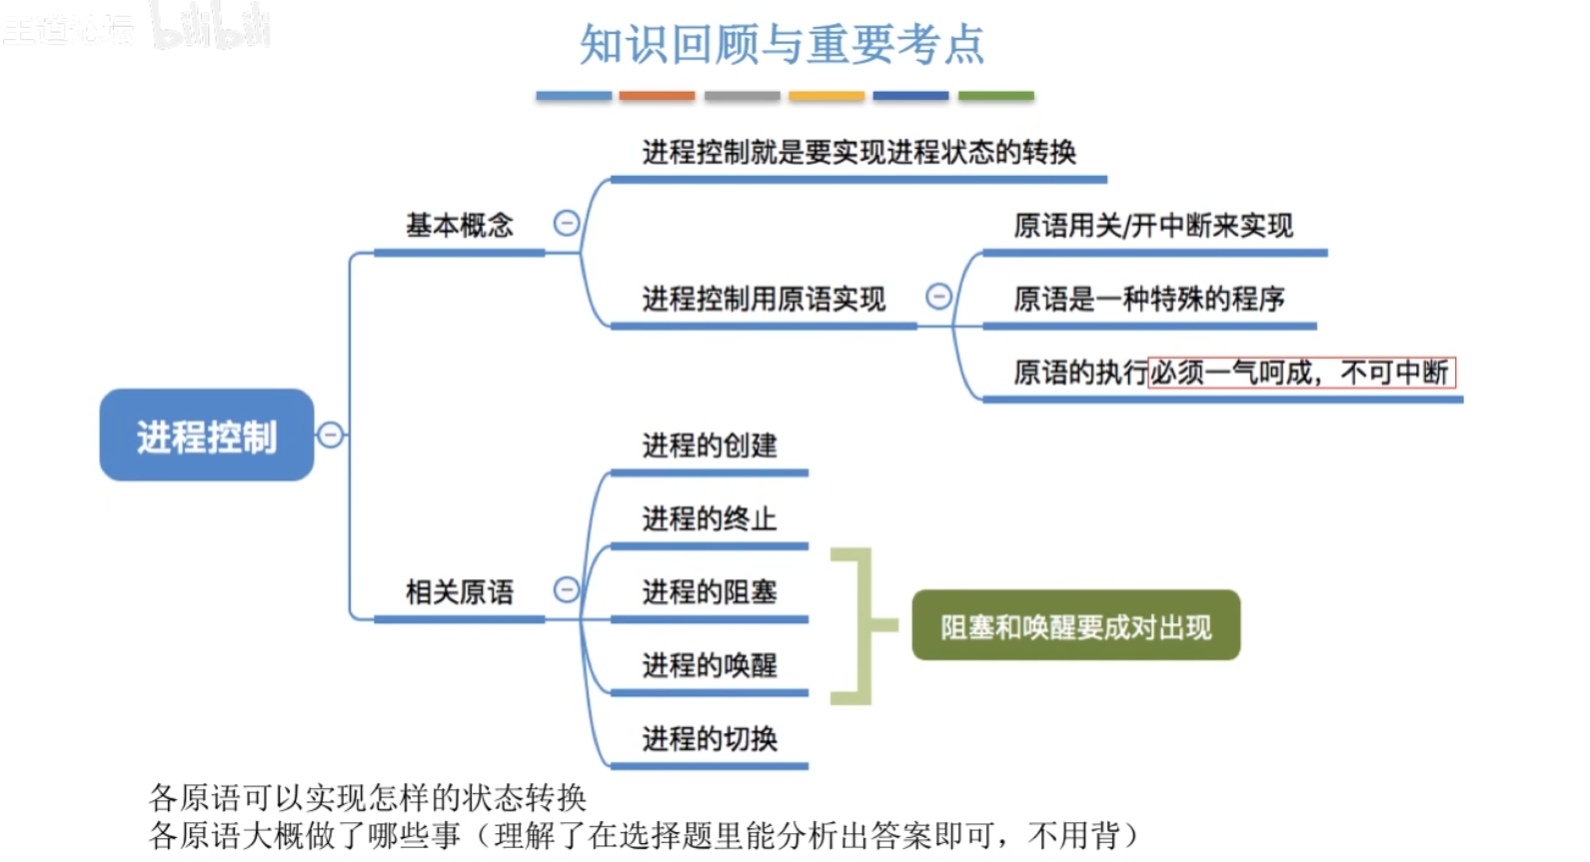 王道论坛 bilibili
知识回顾与重要考点
进程控制就是要实现进程状态的转换
基本概念
原语用关/开中断来实现
进程控制用原语实现
原语是一种特殊的程序
原语的执行必须一气呵成，不可中断
进程控制
进程的创建
进程的终止
相关原语
进程的阻塞
阻塞和唤醒要成对出现
进程的唤醒
进程的切换
各原语可以实现怎样的状态转换
各原语大概做了哪些事（理解了在选择题里能分析出答案即可，不用背）